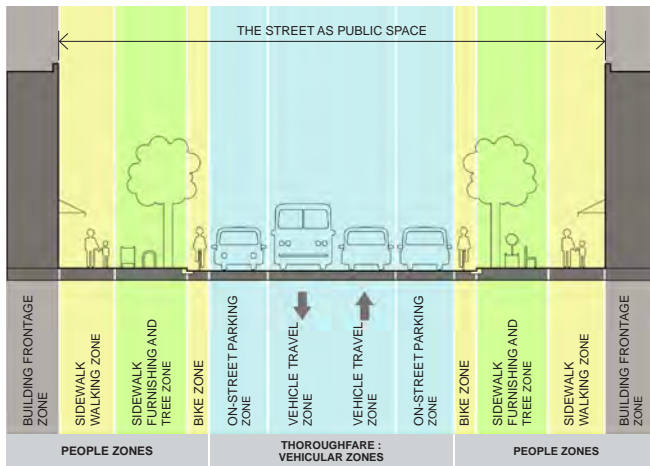 THE STREET AS PUBLIC SPACE
BUILDING FRONTAGE
ZONE
SIDEWALK
WALKING ZONE
SIDEWALK
FURNISHING AND
TREE ZONE
BIKE ZONE
ON-STREET PARKING
ZONE
VEHICLE TRAVEL
ZONE
VEHICLE TRAVEL
ZONE
ON-STREET PARKING
ZONE
BIKE ZONE
SIDEWALK
FURNISHING AND
TREE ZONE
SIDEWALK
WALKING ZONE
BUILDING FRONTAGE
ZONE
PEOPLE ZONES
THOROUGHFARE :
VEHICULAR ZONES
PEOPLE ZONES